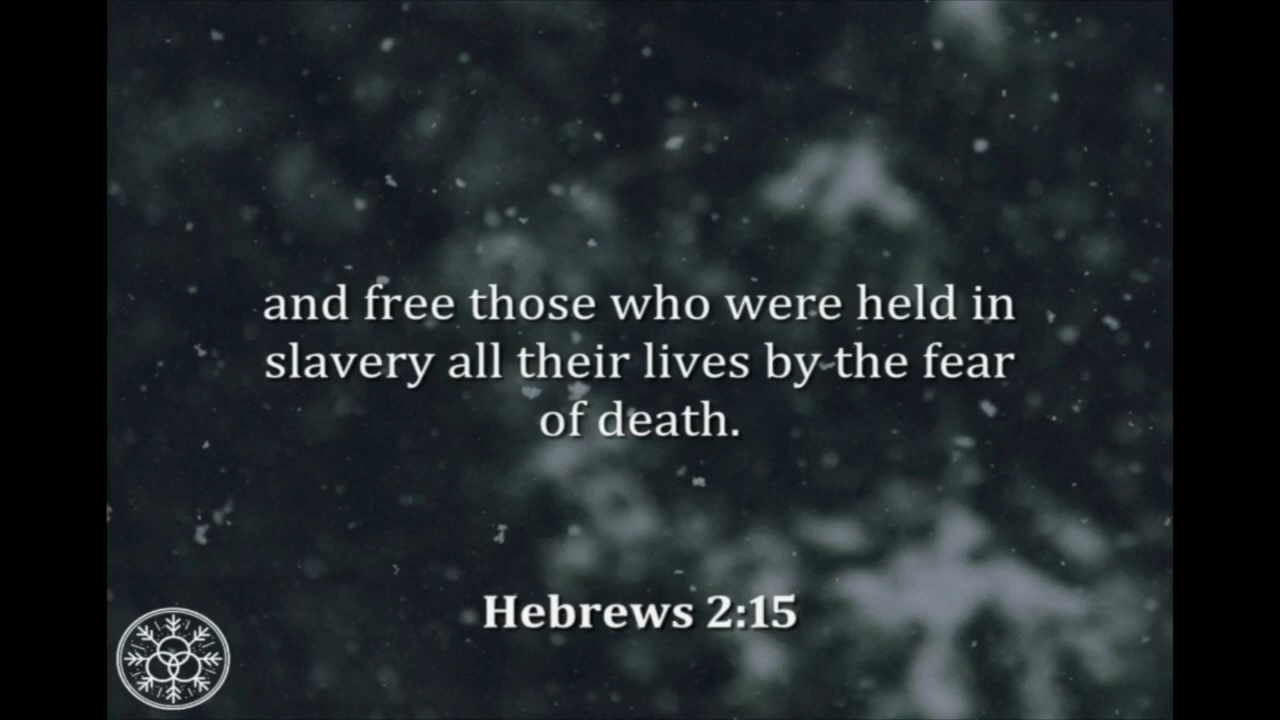 and free those who were held in
slavery all their lives by the fear
of death.
Hebrews 2:15